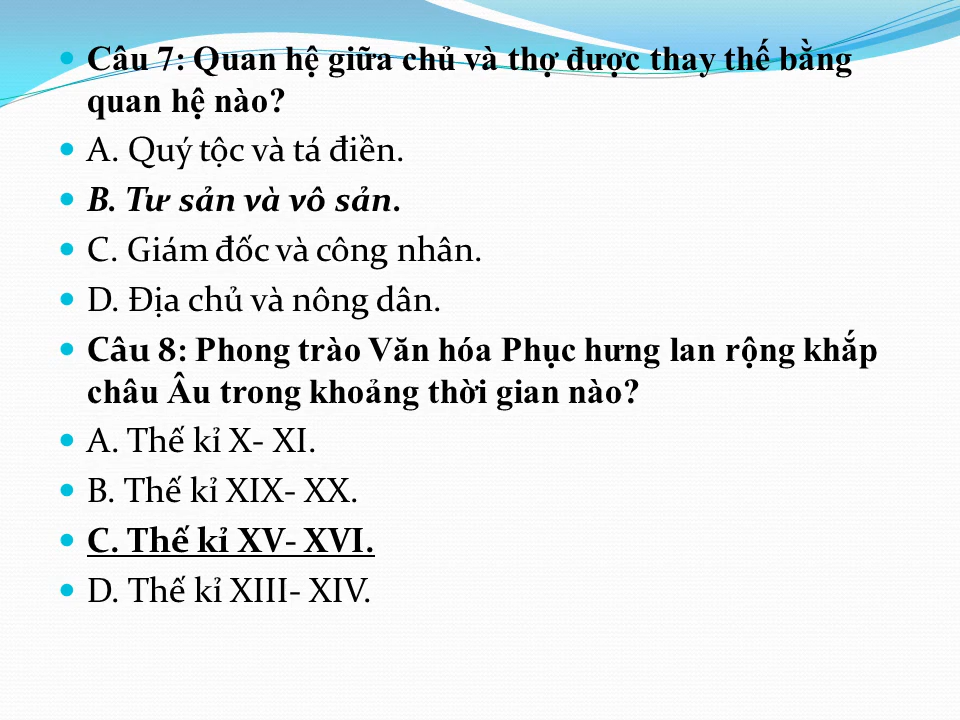 Câu 7: Quan hệ giữa chủ và thợ được thay thế bằng
quan hệ nào?
A. Quý tộc và tá điền.
B. Tư sản và vô sản.
C. Giám đốc và công nhân.
D. Địa chủ và nông dân.
Câu 8: Phong trào Văn hóa Phục hưng lan rộng khắp
châu Âu trong khoảng thời gian nào?
A. Thế kỉ X- XI.
B. Thế kỉ XIX- XX.
C. Thế kỉ XV- XVI.
D. Thế kỉ XIII- XIV.